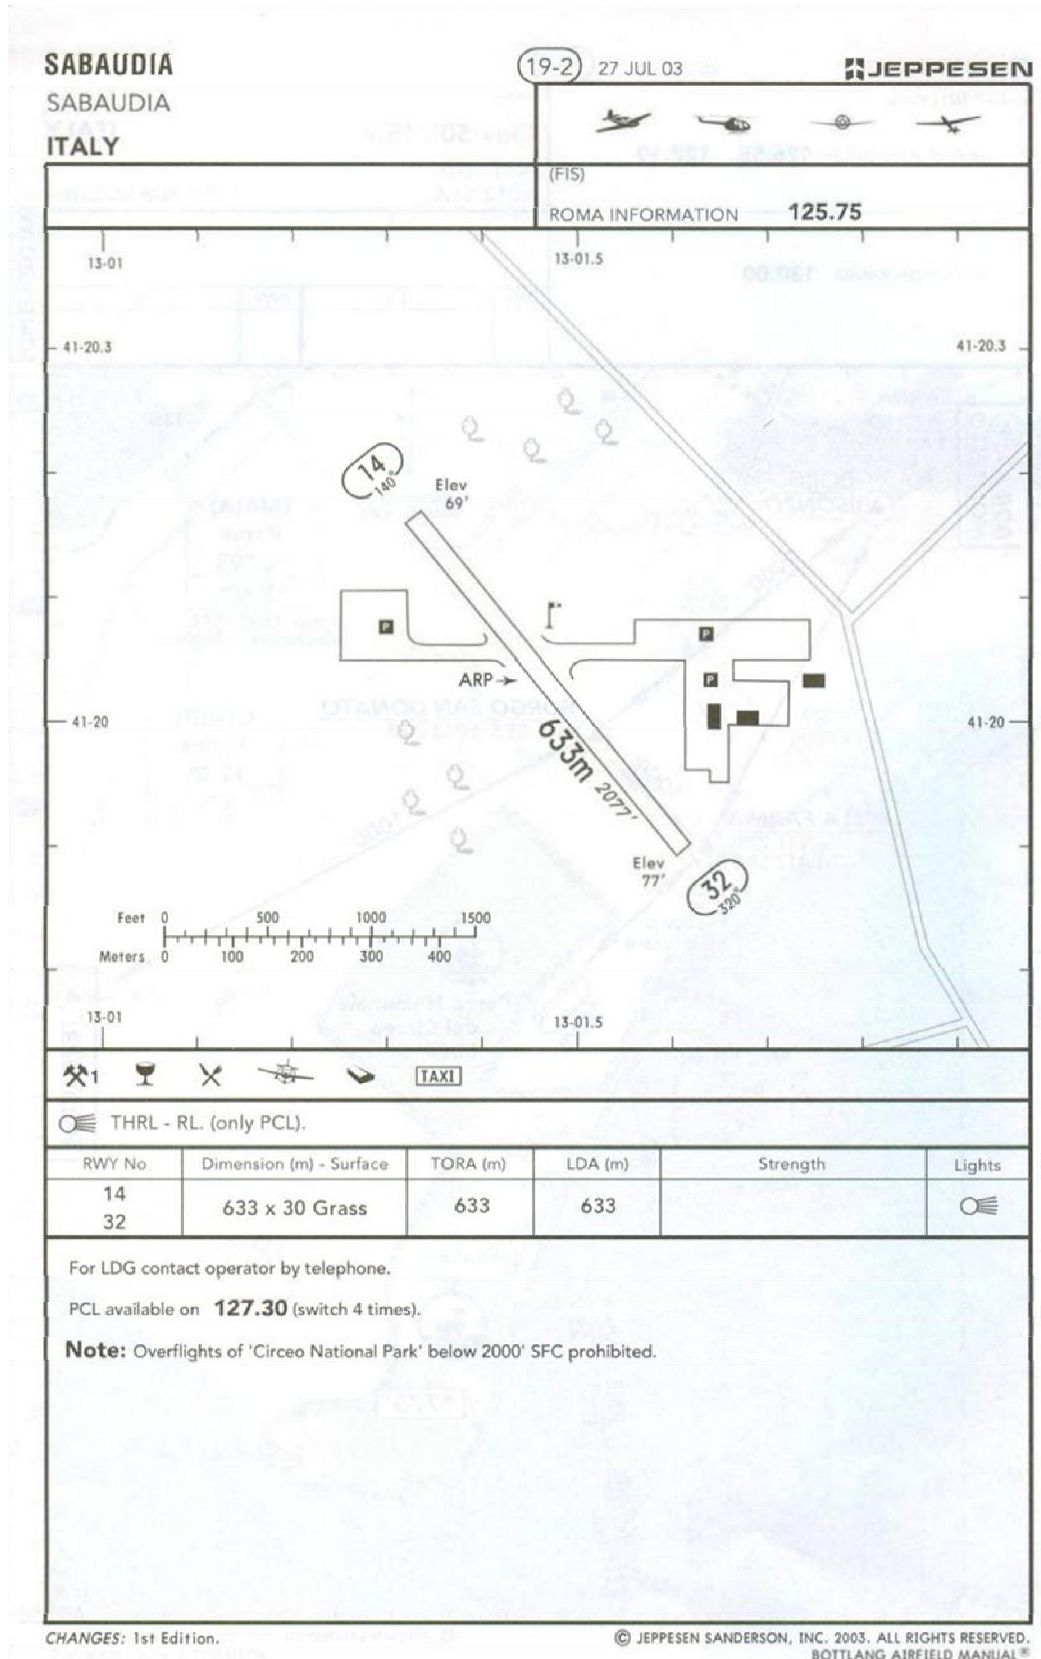 SABAUDIA
SABAUDIA
ITALY
19-2 27 JUL 03
JEPPESEN
(FIS)
ROMA INFORMATION 125.75
13-01 13-01.5
41-20.3 41-20.3
14
140°
Elev
69'
P
P
ARP
P
41-20 41-20
633m 2077'
Elev
77'
32
320°
Feet 0 500 1000 1500
Meters 0 100 200 300 400
13-01 13-01.5
1 TAXI
THRL - RL. (only PCL).
RWY No Dimension (m) - Surface TORA (m) LDA (m) Strength Lights
14
32
633 x 30 Grass 633 633
For LDG contact operator by telephone.
PCL available on 127.30 (switch 4 times).
Note: Overflights of 'Circeo National Park' below 2000' SFC prohibited.
CHANGES: 1st Edition.
© JEPPESEN SANDERSON, INC. 2003. ALL RIGHTS RESERVED.
BOTTLANG AIRFIELD MANUAL®